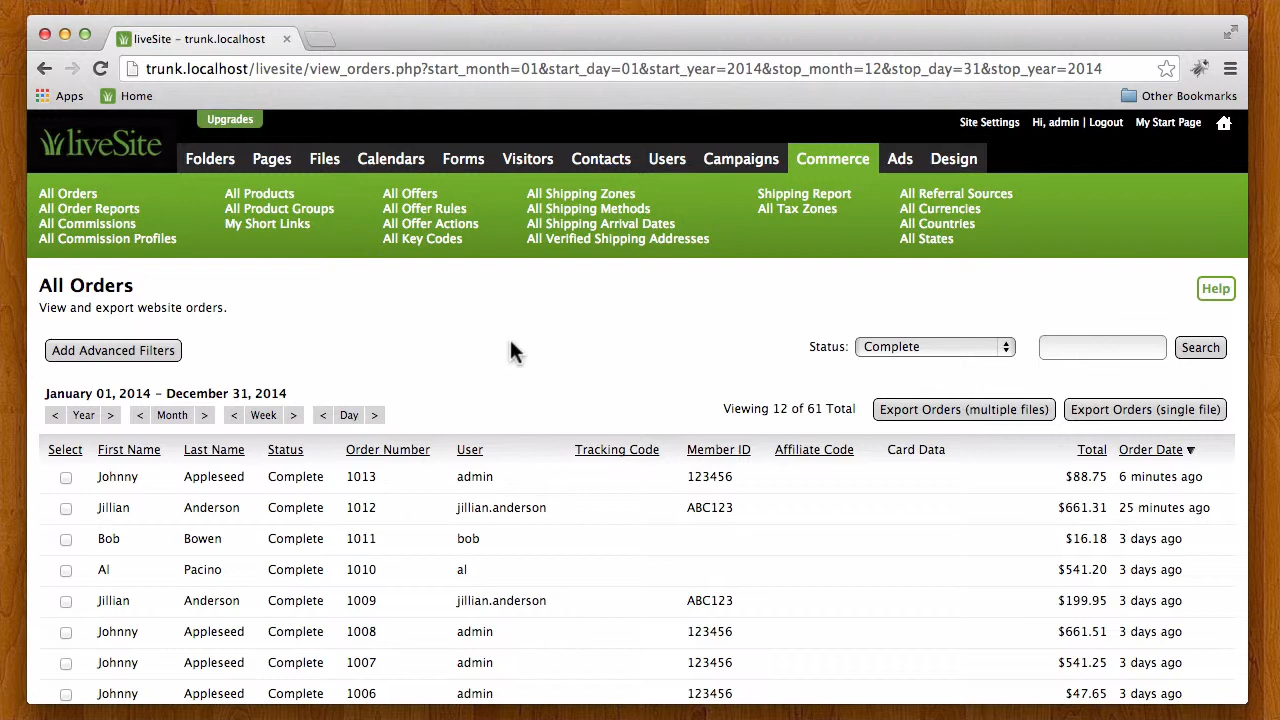 liveSite – trunk.localhost
trunk.localhost/livesite/view_orders.php?start_month=01&start_day=01&start_year=2014&stop_month=12&stop_day=31&stop_year=2014
Apps Home Other Bookmarks
Upgrades
Site Settings Hi, admin | Logout My Start Page
liveSite
Folders Pages Files Calendars Forms Visitors Contacts Users Campaigns Commerce Ads Design
All Orders All Products All Offers All Shipping Zones Shipping Report All Referral Sources
All Order Reports All Product Groups All Offer Rules All Shipping Methods All Tax Zones All Currencies
All Commissions My Short Links All Offer Actions All Shipping Arrival Dates All Countries
All Commission Profiles All Key Codes All Verified Shipping Addresses All States
All Orders
Help
View and export website orders.
Add Advanced Filters Status: Complete Search
January 01, 2014 – December 31, 2014
< Year > < Month > < Week > < Day > Viewing 12 of 61 Total Export Orders (multiple files) Export Orders (single file)
Select First Name Last Name Status Order Number User Tracking Code Member ID Affiliate Code Card Data Total Order Date
Johnny Appleseed Complete 1013 admin 123456 $88.75 6 minutes ago
Jillian Anderson Complete 1012 jillian.anderson ABC123 $661.31 25 minutes ago
Bob Bowen Complete 1011 bob $16.18 3 days ago
Al Pacino Complete 1010 al $541.20 3 days ago
Jillian Anderson Complete 1009 jillian.anderson ABC123 $199.95 3 days ago
Johnny Appleseed Complete 1008 admin 123456 $661.51 3 days ago
Johnny Appleseed Complete 1007 admin 123456 $541.25 3 days ago
Johnny Appleseed Complete 1006 admin 123456 $47.65 3 days ago